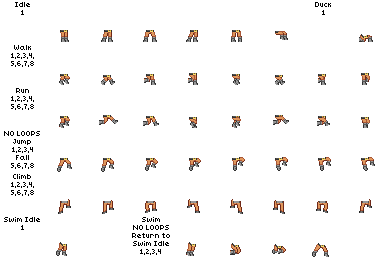 Idle
1
Duck
1
Walk
1,2,3,4,
5,6,7,8
Run
1,2,3,4,
5,6,7,8
NO LOOPS
Jump
1,2,3,4
Fall
5,6,7,8
Climb
1,2,3,4,
5,6,7,8
Swim Idle
1
Swim
NO LOOPS
Return to
Swim Idle
1,2,3,4